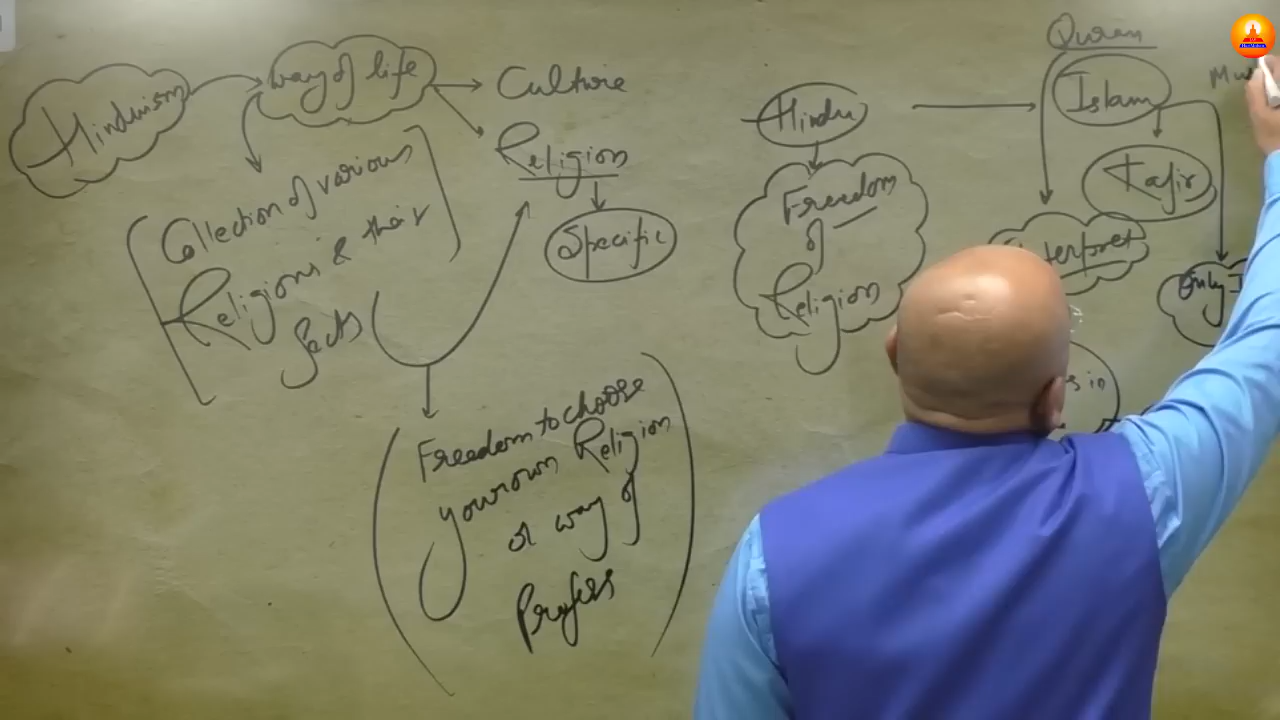 Hinduism
way of life
Culture
Religion
Specific
Collection of various
Religions & their
facts
Freedom to choose
your own Religion
or way of
Profess
Hindu
Freedom
of
Religion
Quran
Islam
Kafir
Only